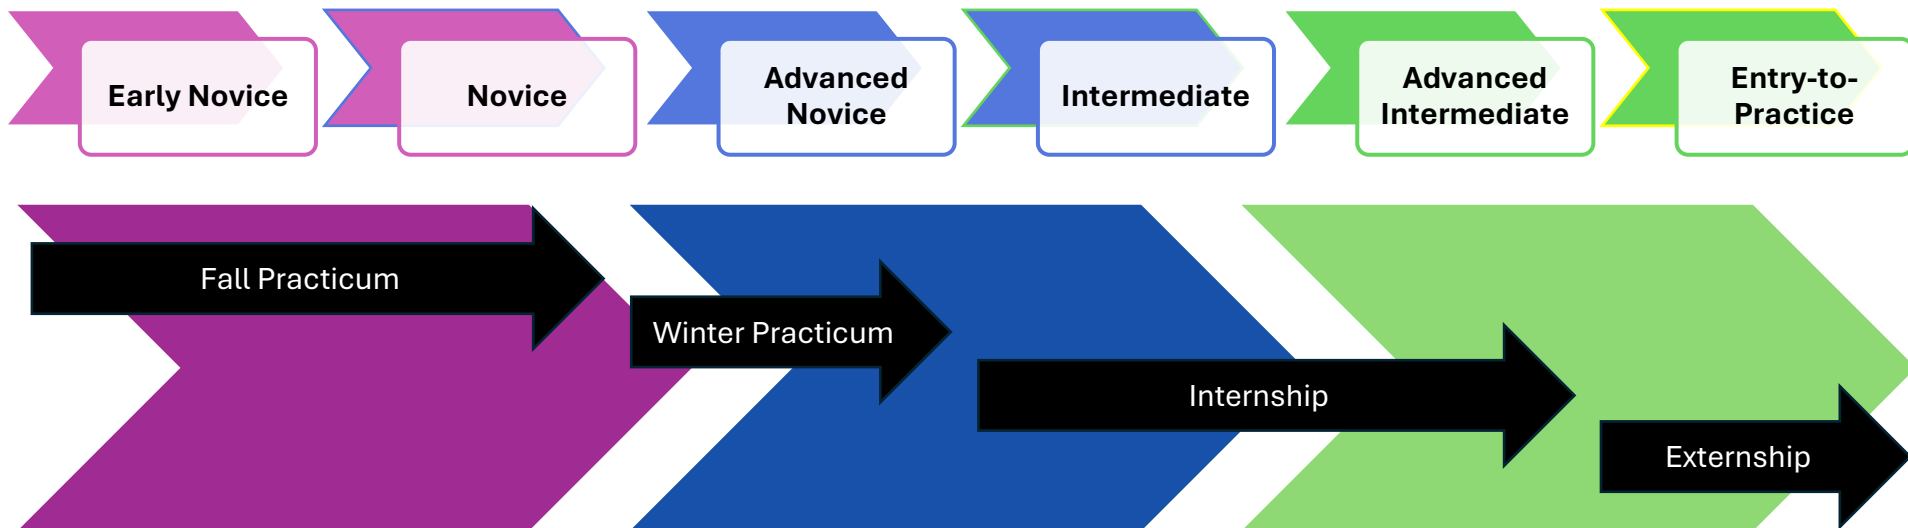 Early Novice
Novice
Advanced
Novice
Intermediate
Advanced
Intermediate
Entry-to-
Practice
Fall Practicum
Winter Practicum
Internship
Externship